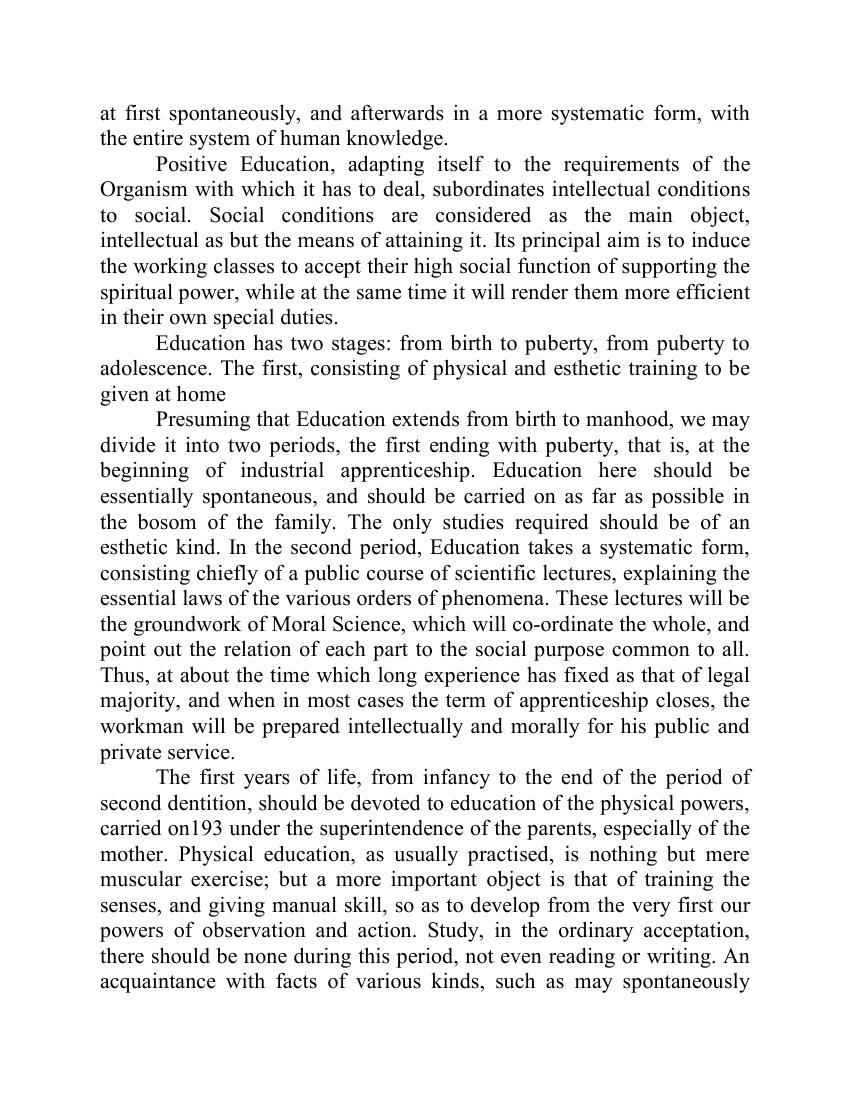 at first spontaneously, and afterwards in a more systematic form, with
the entire system of human knowledge.
Positive Education, adapting itself to the requirements of the
Organism with which it has to deal, subordinates intellectual conditions
to social. Social conditions are considered as the main object,
intellectual as but the means of attaining it. Its principal aim is to induce
the working classes to accept their high social function of supporting the
spiritual power, while at the same time it will render them more efficient
in their own special duties.
Education has two stages: from birth to puberty, from puberty to
adolescence. The first, consisting of physical and esthetic training to be
given at home
Presuming that Education extends from birth to manhood, we may
divide it into two periods, the first ending with puberty, that is, at the
beginning of industrial apprenticeship. Education here should be
essentially spontaneous, and should be carried on as far as possible in
the bosom of the family. The only studies required should be of an
esthetic kind. In the second period, Education takes a systematic form,
consisting chiefly of a public course of scientific lectures, explaining the
essential laws of the various orders of phenomena. These lectures will be
the groundwork of Moral Science, which will co-ordinate the whole, and
point out the relation of each part to the social purpose common to all.
Thus, at about the time which long experience has fixed as that of legal
majority, and when in most cases the term of apprenticeship closes, the
workman will be prepared intellectually and morally for his public and
private service.
The first years of life, from infancy to the end of the period of
second dentition, should be devoted to education of the physical powers,
carried on193 under the superintendence of the parents, especially of the
mother. Physical education, as usually practised, is nothing but mere
muscular exercise; but a more important object is that of training the
senses, and giving manual skill, so as to develop from the very first our
powers of observation and action. Study, in the ordinary acceptation,
there should be none during this period, not even reading or writing. An
acquaintance with facts of various kinds, such as may spontaneously